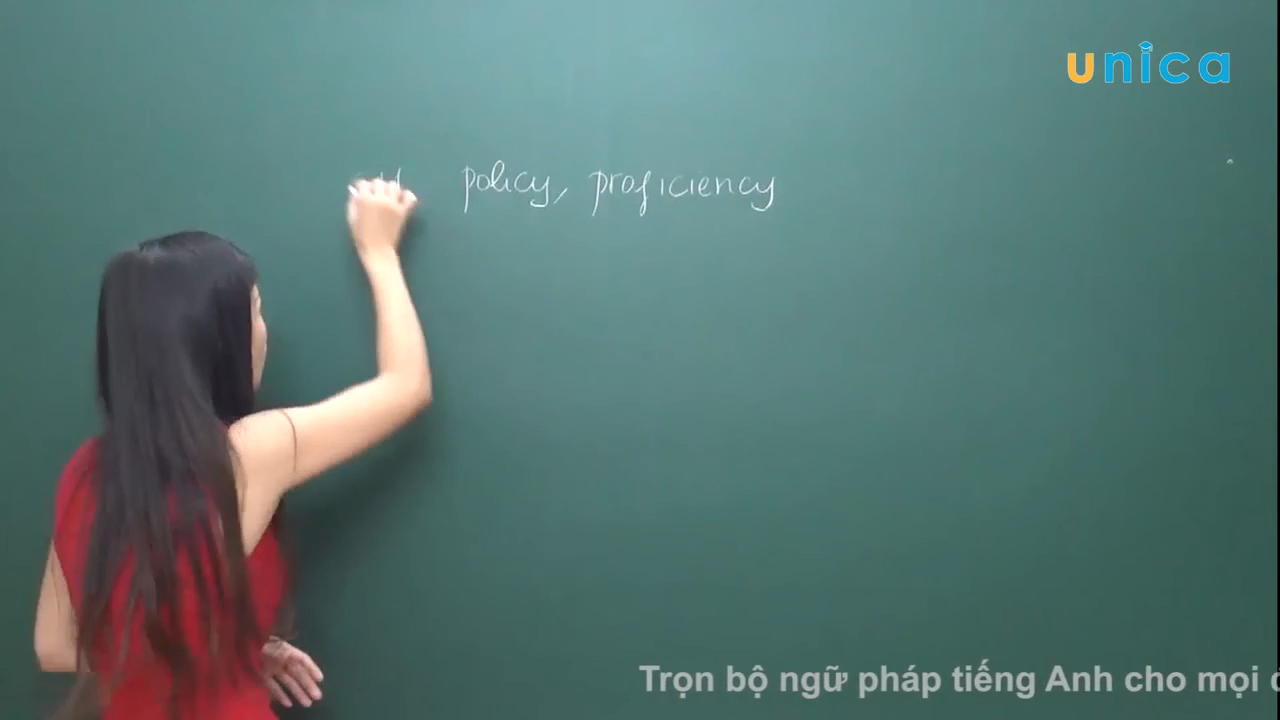 unica
policy, proficiency
Trọn bộ ngữ pháp tiếng Anh cho mọi